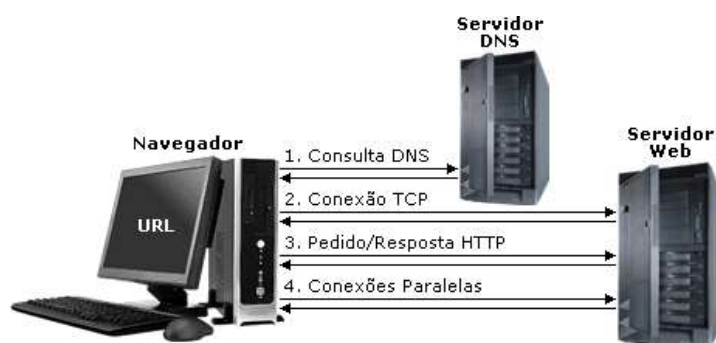 Servidor
DNS
Navegador
Servidor
Web
1. Consulta DNS
2. Conexão TCP
URL
3. Pedido/Resposta HTTP
4. Conexões Paralelas